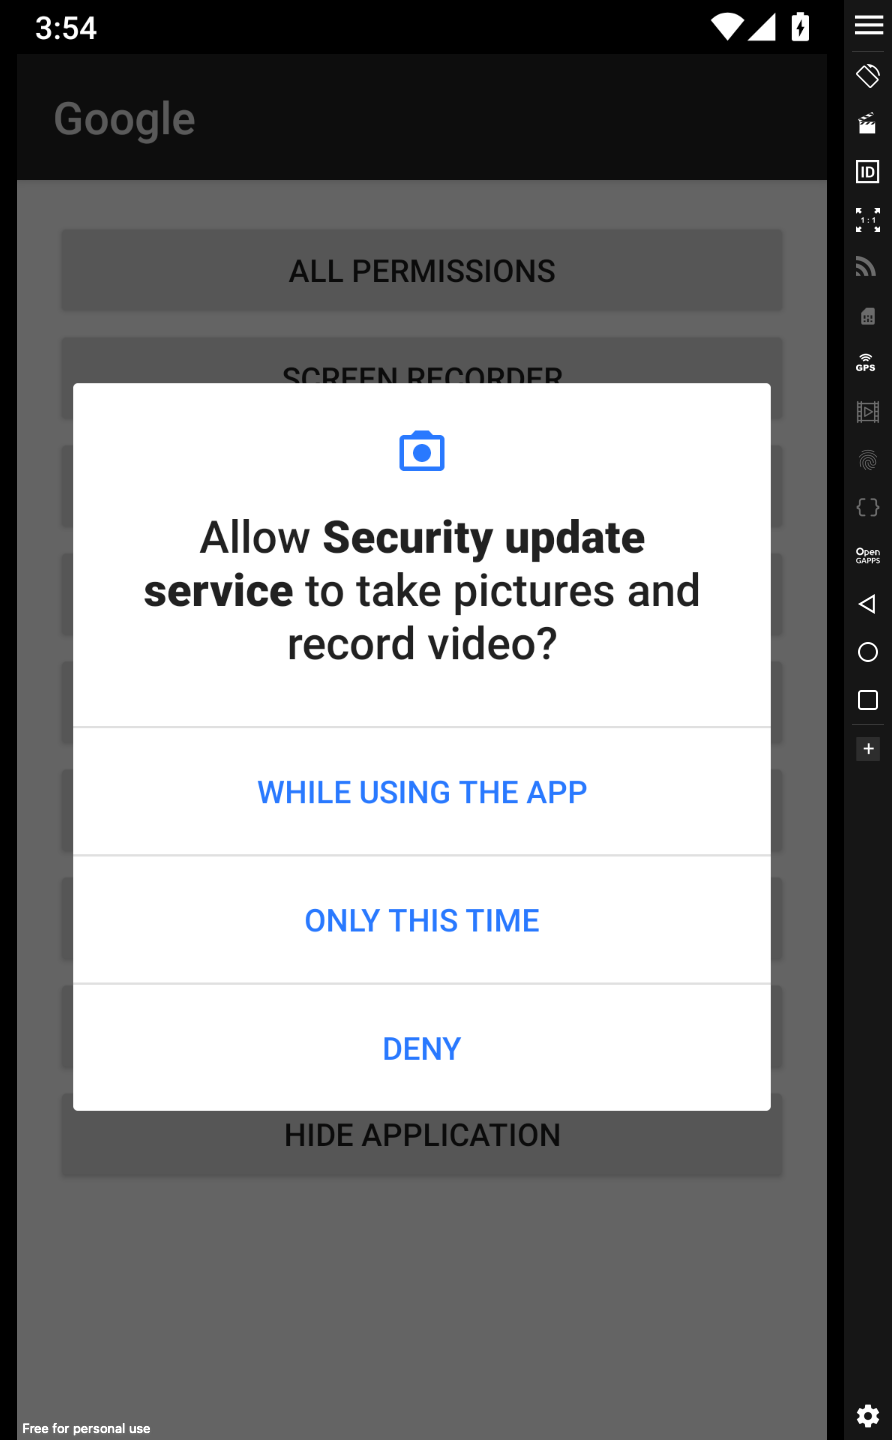 3:54
Google
ALL PERMISSIONS
SCREEN RECORDER
Allow Security update
service to take pictures and
record video?
WHILE USING THE APP
ONLY THIS TIME
DENY
HIDE APPLICATION
Free for personal use
ID
1:1
GPS
Open
GAPPS